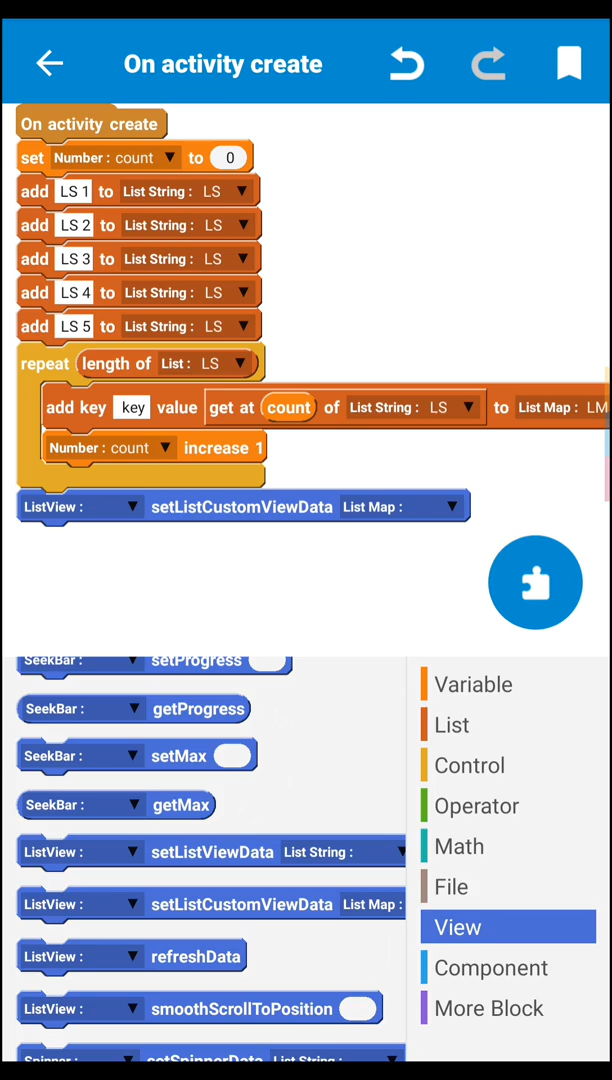 On activity create
On activity create
set Number : count to 0
add LS 1 to List String : LS
add LS 2 to List String : LS
add LS 3 to List String : LS
add LS 4 to List String : LS
add LS 5 to List String : LS
repeat length of List : LS
add key key value get at count of List String : LS to List Map : LM
Number : count increase 1
ListView : setListCustomViewData List Map :
SeekBar : setProgress
SeekBar : getProgress
SeekBar : setMax
SeekBar : getMax
ListView : setListViewData List String :
ListView : setListCustomViewData List Map :
ListView : refreshData
ListView : smoothScrollToPosition
Spinner : setSpinnerData List String :
Variable
List
Control
Operator
Math
File
View
Component
More Block